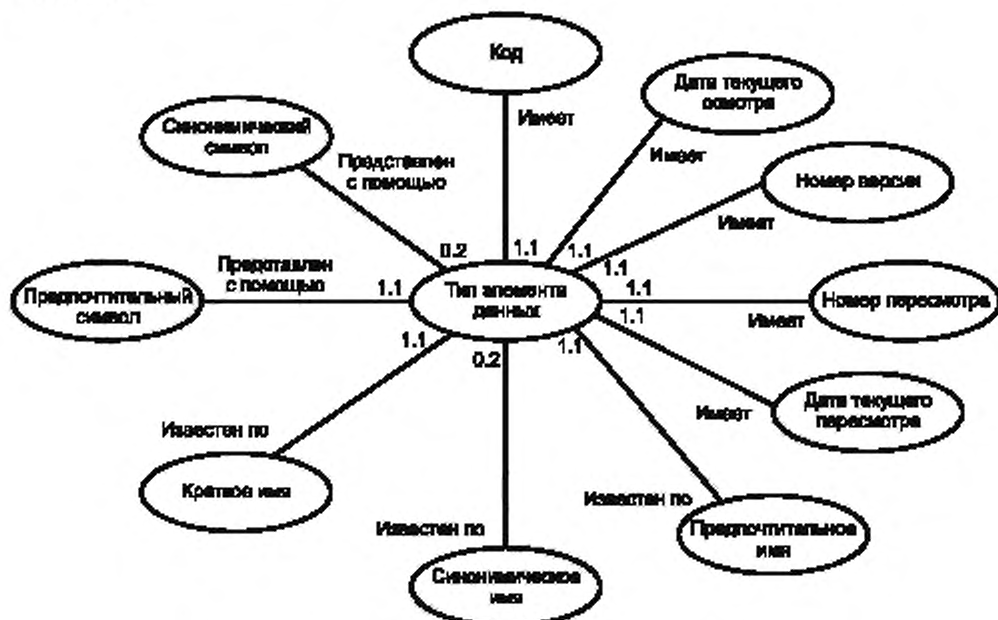 Код
Имеет
Дата текущего
осмотра
Имеет
Синонимический
символ
Представлен
с помощью
Номер версии
Имеет
0.2
1.1
1.1
1.1
Предпочтительный
символ
Представлен
с помощью
1.1
Тип элемента
данных
1.1
Номер пересмотра
Имеет
1.1
1.1
0.2
1.1
Дата текущего
пересмотра
Имеет
Известен по
Краткое имя
Известен по
Синонимическое
имя
Известен по
Предпочтительное
имя